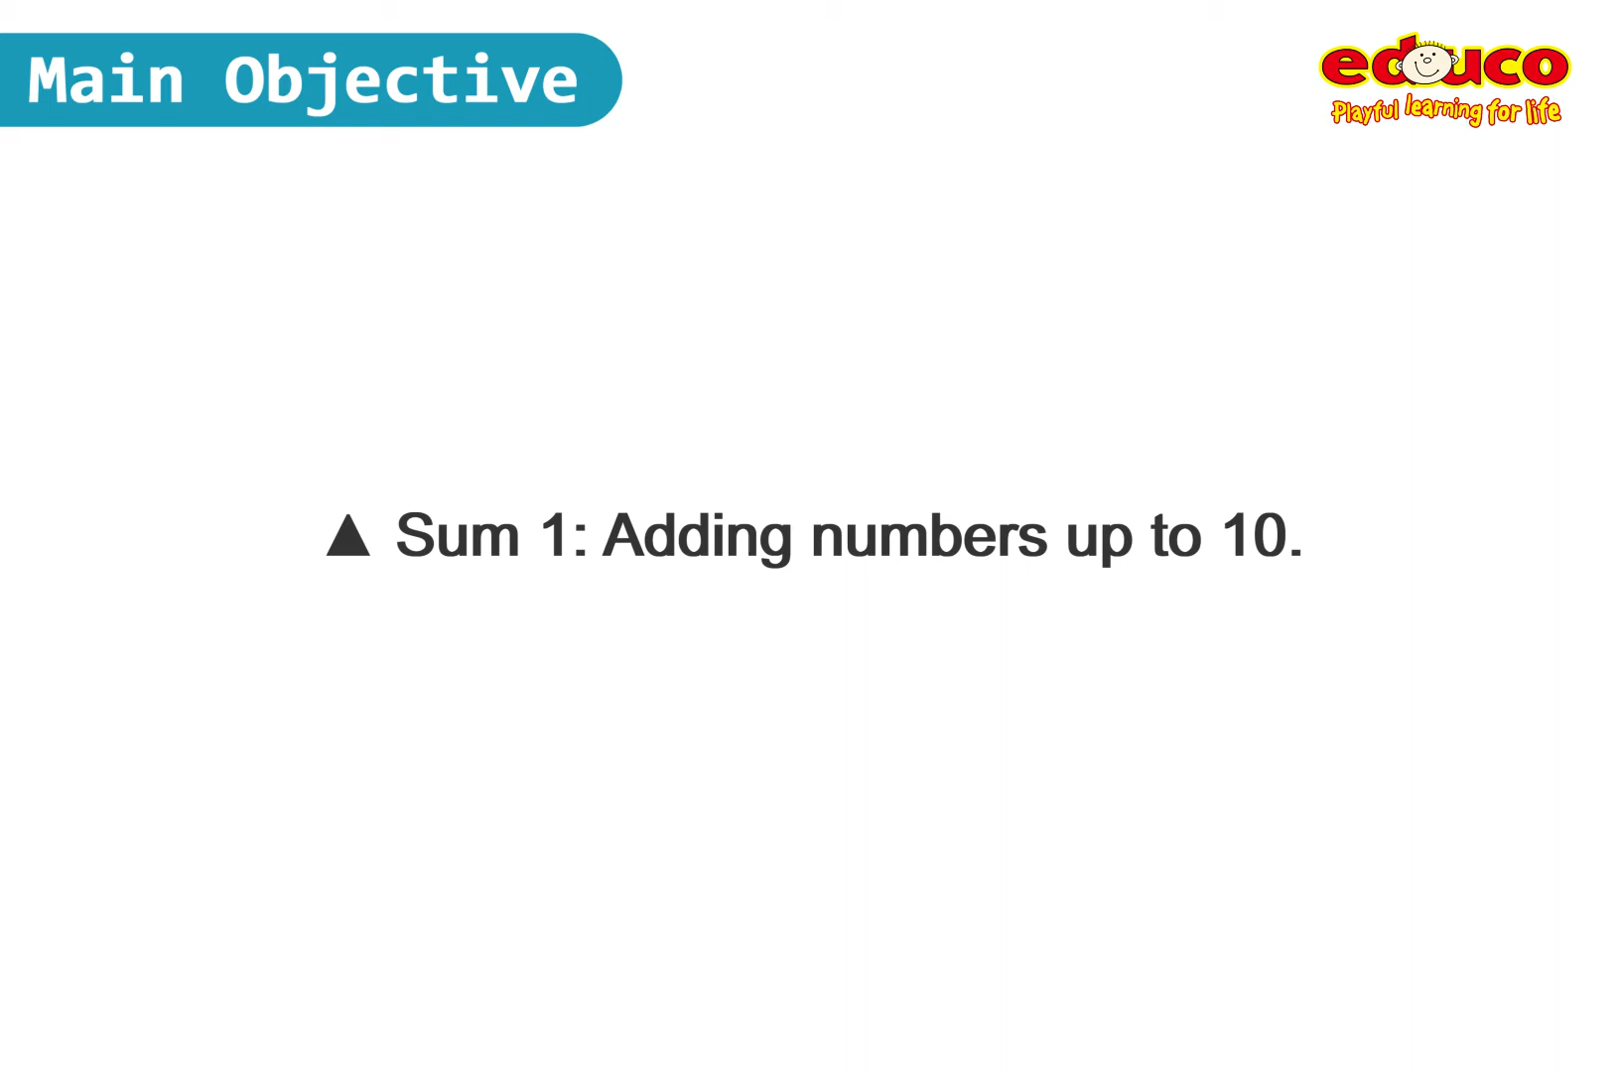 Main Objective
educo
Playful learning for life
▲ Sum 1: Adding numbers up to 10.